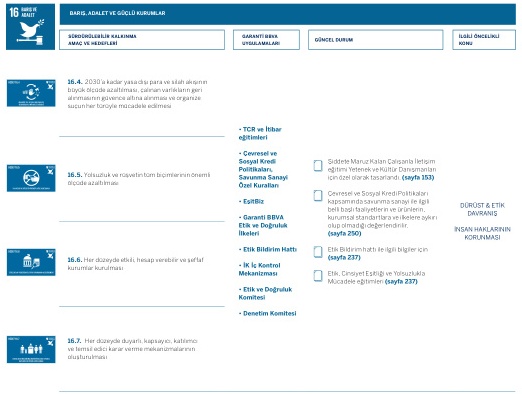 16 BARIŞ VE
ADALET
BARIŞ, ADALET VE GÜÇLÜ KURUMLAR
SÜRDÜRÜLEBİLİR KALKINMA
AMAÇ VE HEDEFLERİ
GARANTİ BBVA
UYGULAMALARI
GÜNCEL DURUM
İLGİLİ ÖNCELİKLİ
KONU
16.4. 2030'a kadar yasa dışı para ve silah akışının
büyük ölçüde azaltılması, çalınan varlıkların geri
alınmasının güvence altına alınması ve organize
suçun her türüyle mücadele edilmesi
16.5. Yolsuzluk ve rüşvetin tüm biçimlerinin önemli
ölçüde azaltılması
16.6. Her düzeyde etkili, hesap verebilir ve şeffaf
kurumlar kurulması
16.7. Her düzeyde duyarlı, kapsayıcı, katılımcı
ve temsil edici karar verme mekanizmalarının
oluşturulması
• TCR ve İtibar
eğitimleri
• Çevresel ve
Sosyal Kredi
Politikaları,
Savunma Sanayi
Özel Kuralları
• EşitBiz
• Garanti BBVA
Etik ve Doğruluk
İlkeleri
• Etik Bildirim Hattı
• İK İç Kontrol
Mekanizması
• Etik ve Doğruluk
Komitesi
• Denetim Komitesi
Şiddete Maruz Kalan Çalışanla İletişim
eğitimi Yetenek ve Kültür Danışmanları
için özel olarak tasarlandı. (sayfa 153)
Çevresel ve Sosyal Kredi Politikaları
kapsamında savunma sanayi ile ilgili
belli başlı faaliyetlerin ve ürünlerin,
kurumsal standartlara ve ilkelere aykırı
olup olmadığı değerlendirilir.
(sayfa 250)
Etik Bildirim hattı ile ilgili bilgiler için
(sayfa 237)
Etik, Cinsiyet Eşitliği ve Yolsuzlukla
Mücadele eğitimleri (sayfa 237)
DÜRÜST & ETİK
DAVRANIŞ
İNSAN HAKLARININ
KORUNMASI